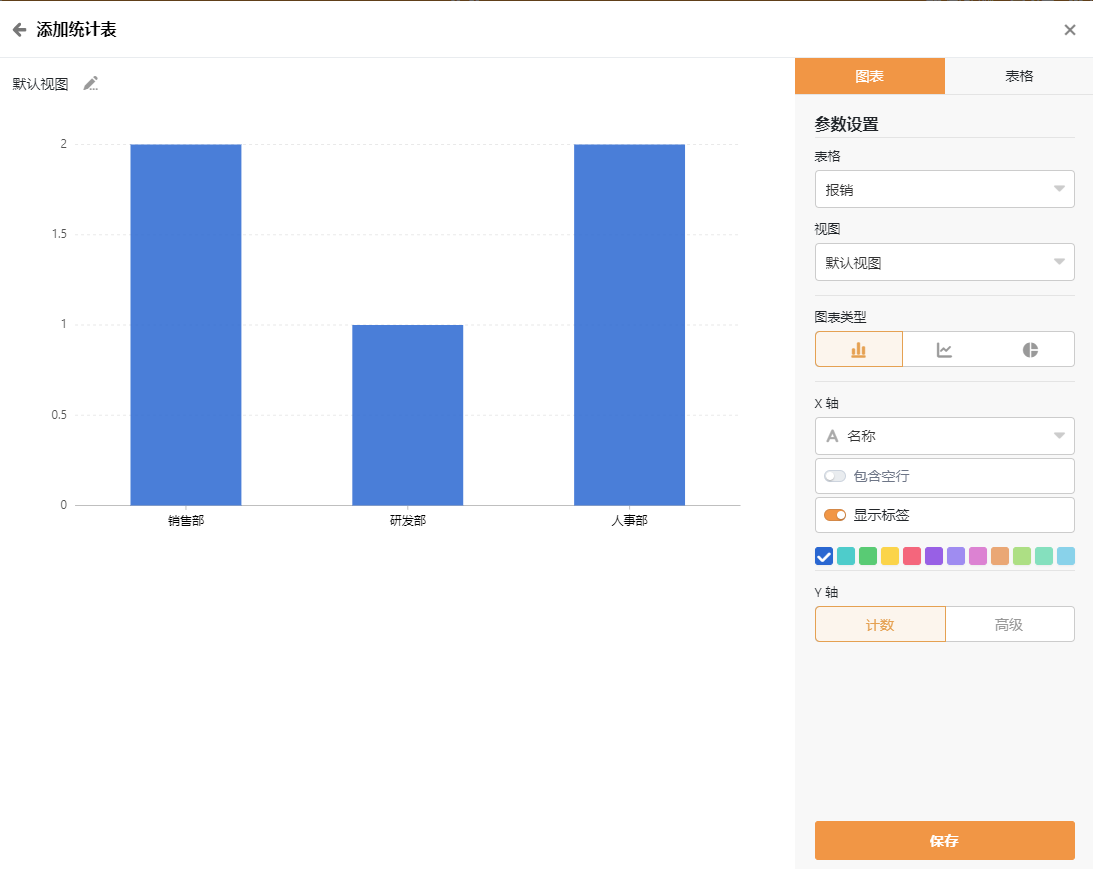 添加统计表
默认视图
2
1.5
1
0.5
0
销售部 研发部 人事部
图表 表格
参数设置
表格
报销
视图
默认视图
图表类型
X 轴
A 名称
包含空行
显示标签
Y 轴
计数 高级
保存